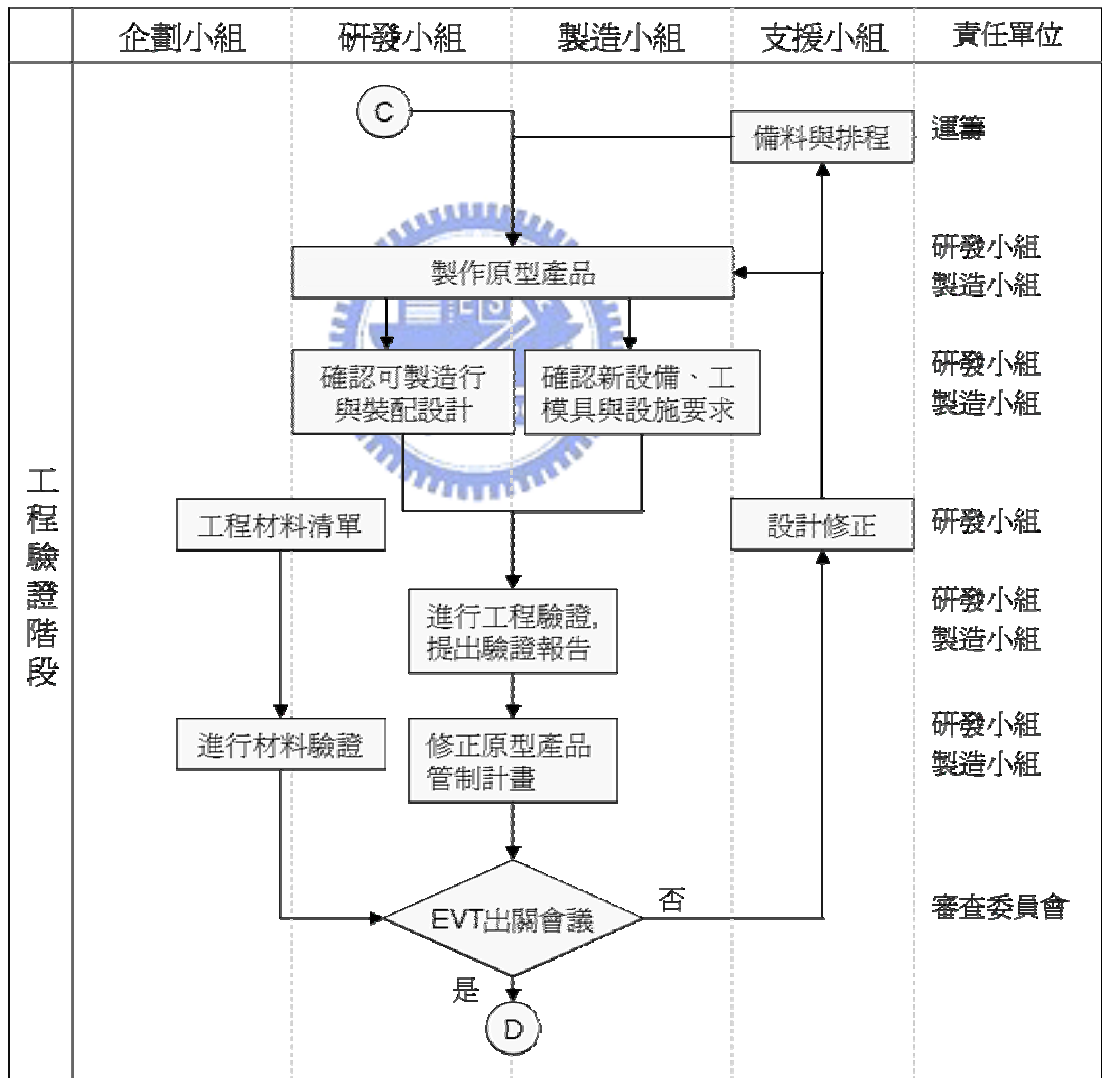 企劃小組
研發小組
製造小組
支援小組
責任單位
工程驗證階段
C
備料與排程
運籌
製作原型產品
研發小組
製造小組
確認可製造行
與裝配設計
確認新設備、工
模具與設施要求
研發小組
製造小組
工程材料清單
設計修正
研發小組
進行工程驗證,
提出驗證報告
研發小組
製造小組
進行材料驗證
修正原型產品
管制計畫
研發小組
製造小組
EVT出關會議
否
審查委員會
是
D